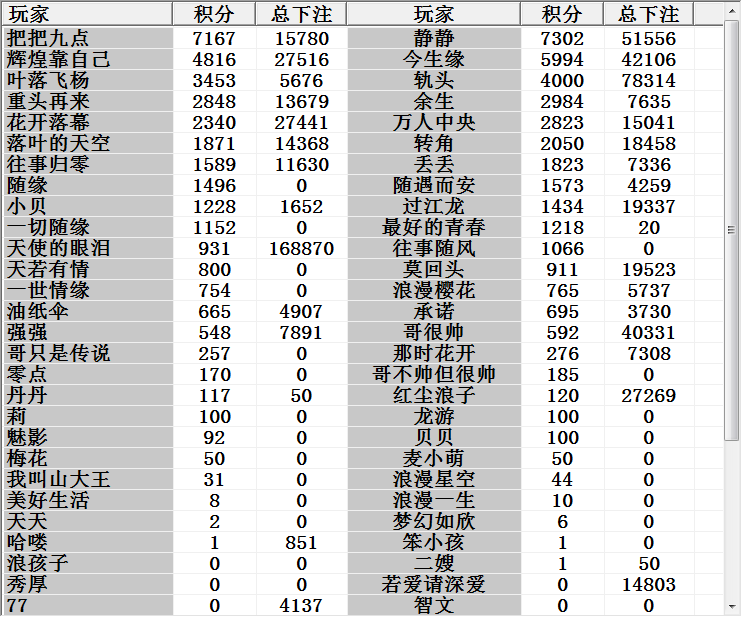 玩家 积分 总下注 玩家 积分 总下注
把把九点 7167 15780 静静 7302 51556
辉煌靠自己 4816 27516 今生缘 5994 42106
叶落飞杨 3453 5676 轨头 4000 78314
重头再来 2848 13679 余生 2984 7635
花开落幕 2340 27441 万人中央 2823 15041
落叶的天空 1871 14368 转角 2050 18458
往事归零 1589 11630 丢丢 1823 7336
随缘 1496 0 随遇而安 1573 4259
小贝 1228 1652 过江龙 1434 19337
一切随缘 1152 0 最好的青春 1218 20
天使的眼泪 931 168870 往事随风 1066 0
天若有情 800 0 莫回头 911 19523
一世情缘 754 0 浪漫樱花 765 5737
油纸伞 665 4907 承诺 695 3730
强强 548 7891 哥很帅 592 40331
哥只是传说 257 0 那时花开 276 7308
零点 170 0 哥不帅但很帅 185 0
丹丹 117 50 红尘浪子 120 27269
莉 100 0 龙游 100 0
魅影 92 0 贝贝 100 0
梅花 50 0 麦小萌 50 0
我叫山大王 31 0 浪漫星空 44 0
美好生活 8 0 浪漫一生 10 0
天天 2 0 梦幻如欣 6 0
哈喽 1 851 笨小孩 1 0
浪孩子 0 0 二嫂 1 50
秀厚 0 0 若爱请深爱 0 14803
77 0 4137 智文 0 0